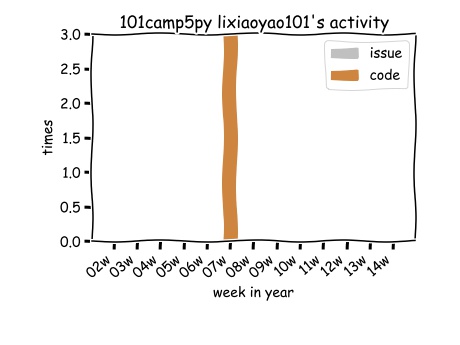 101camp5py lixiaoyao101's activity
3.0
2.5
2.0
1.5
1.0
0.5
0.0
times
issue
code
02w 03w 04w 05w 06w 07w 08w 09w 10w 11w 12w 13w 14w
week in year